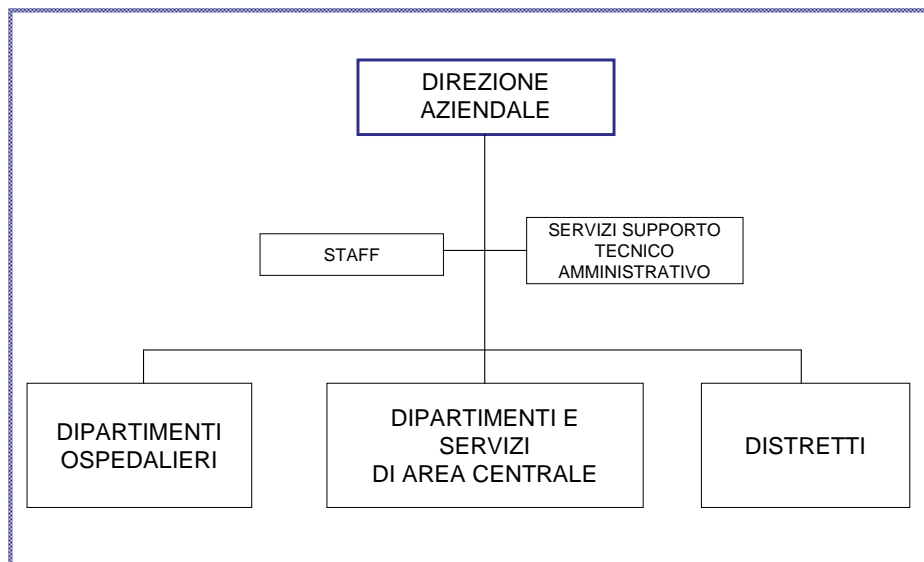 DIREZIONE
AZIENDALE
STAFF
SERVIZI SUPPORTO
TECNICO
AMMINISTRATIVO
DIPARTIMENTI
OSPEDALIERI
DIPARTIMENTI E
SERVIZI
DI AREA CENTRALE
DISTRETTI